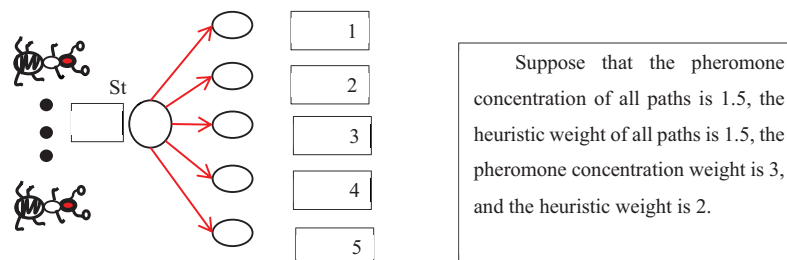 St
1
2
3
4
5
Suppose that the pheromone
concentration of all paths is 1.5, the
heuristic weight of all paths is 1.5, the
pheromone concentration weight is 3,
and the heuristic weight is 2.